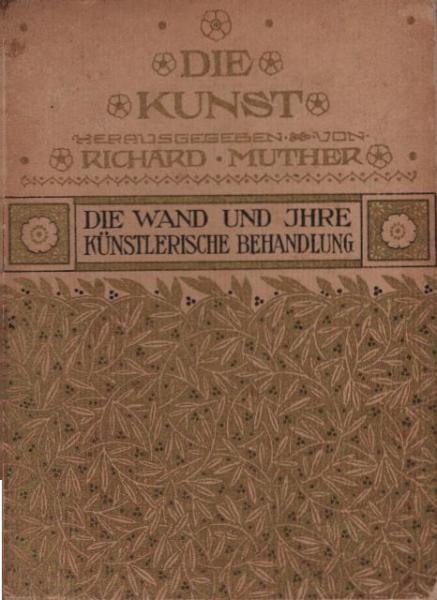 DIE
KUNST
HERAUSGEGEBEN · VON ·
RICHARD · MUTHER
DIE WAND UND JHRE
KÜNSTLERISCHE BEHANDLUNG